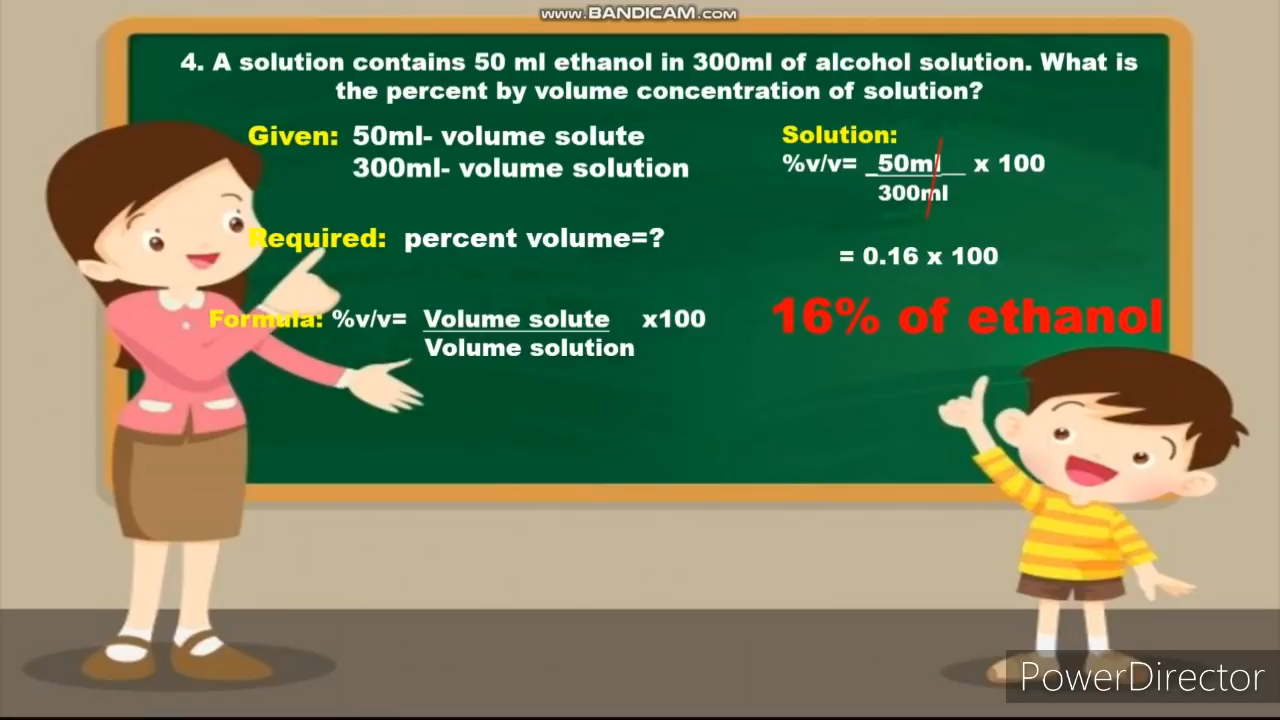 www.BANDICAM.com
4. A solution contains 50 ml ethanol in 300ml of alcohol solution. What is
the percent by volume concentration of solution?
Given: 50ml- volume solute
300ml- volume solution
Required: percent volume=?
Formula: %v/v= Volume solute x100
Volume solution
Solution:
%v/v= _50ml__ x 100
300ml
= 0.16 x 100
16% of ethanol
PowerDirector